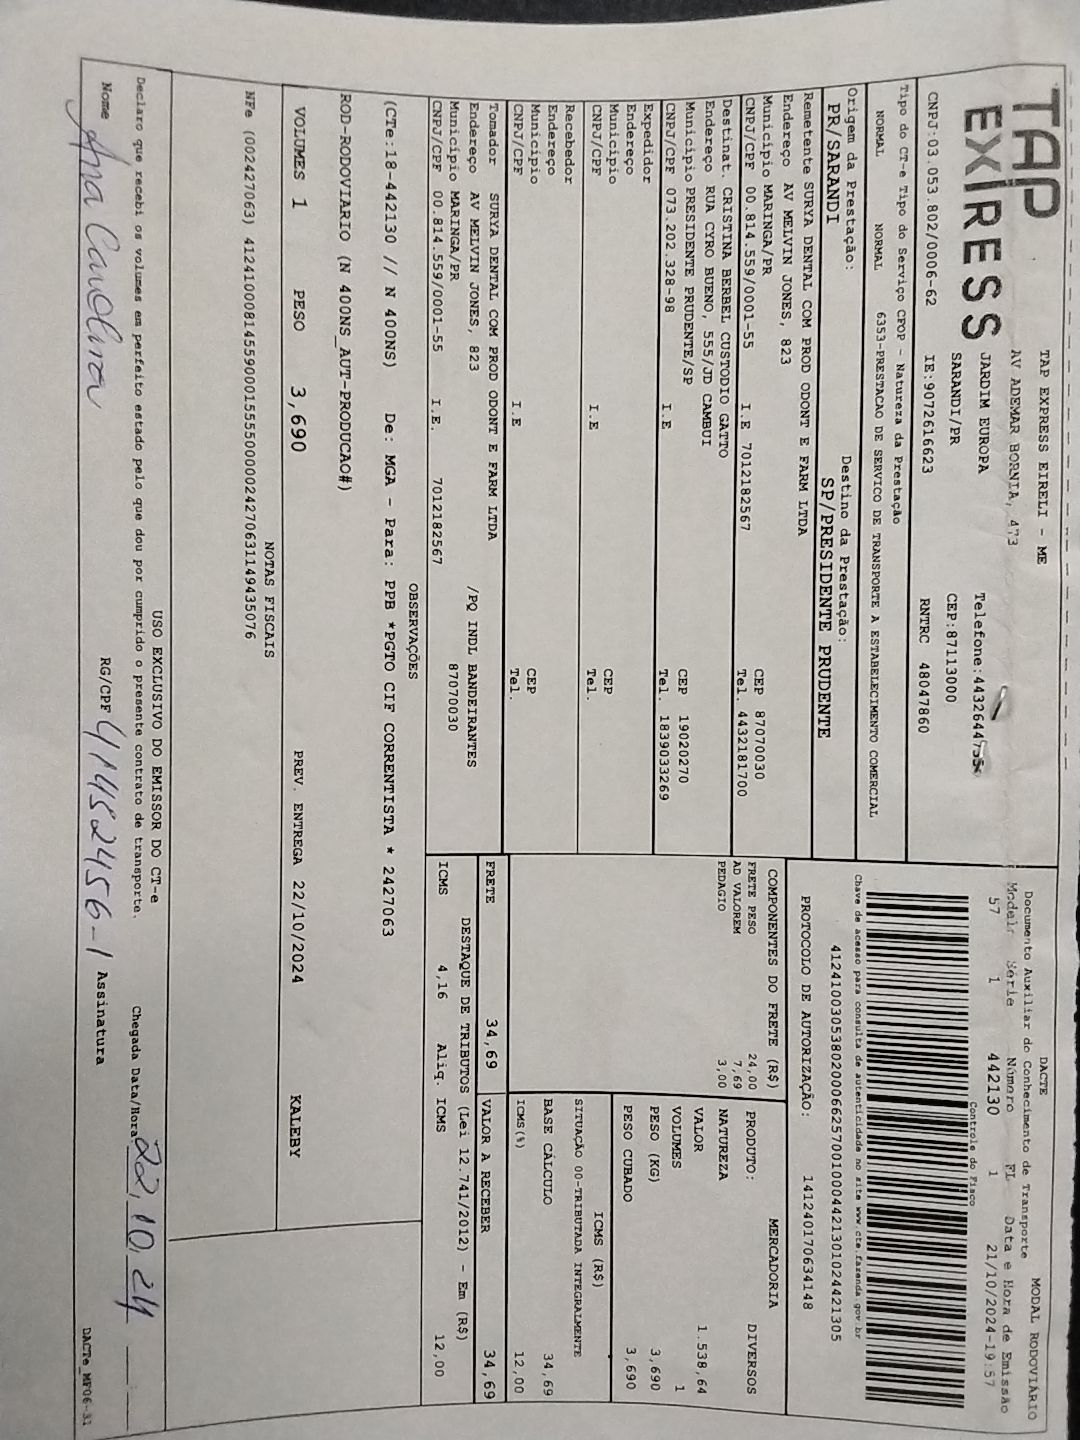 TAP EXPRESS
TAP EXPRESS EIRELI - ME
AV ADEMAR BORNIA, 473
JARDIM EUROPA
SARANDI/PR
Telefone:44326447
CEP:87113000
CNPJ:03.053.802/0006-62 IE:9072616623 RNTRC 48047860
DACTE MODAL RODOVIÁRIO
Documento Auxiliar do Conhecimento de Transporte
Modelo Série Número FL Data e Hora de Emissão
57 1 442130 1 21/10/2024-19:57
Controle do Fisco
Chave de acesso para consulta de autenticidade no site www.cte.fazenda.gov.br
41241003053802000662570010004421301024421305
PROTOCOLO DE AUTORIZAÇÃO: 141240170634148
Tipo do CT-e Tipo do Serviço CFOP - Natureza da Prestação
NORMAL NORMAL 6353-PRESTACAO DE SERVICO DE TRANSPORTE A ESTABELECIMENTO COMERCIAL
Origem da Prestação: Destino da Prestação:
PR/SARANDI SP/PRESIDENTE PRUDENTE
Remetente SURYA DENTAL COM PROD ODONT E FARM LTDA
Endereço AV MELVIN JONES, 823
Município MARINGA/PR CEP 87070030
CNPJ/CPF 00.814.559/0001-55 I.E 7012182567 Tel. 4432181700
Destinat. CRISTINA BERBEL CUSTODIO GATTO
Endereço RUA CYRO BUENO, 555/JD CAMBUI
Município PRESIDENTE PRUDENTE/SP CEP 19020270
CNPJ/CPF 073.202.328-98 I.E Tel. 1839033269
Expedidor
Endereço
Município CEP
CNPJ/CPF I.E Tel.
Recebedor
Endereço
Município CEP
CNPJ/CPF I.E Tel.
Tomador SURYA DENTAL COM PROD ODONT E FARM LTDA
Endereço AV MELVIN JONES, 823 /PQ INDL BANDEIRANTES
Município MARINGA/PR 87070030
CNPJ/CPF 00.814.559/0001-55 I.E. 7012182567
COMPONENTES DO FRETE (R$)
FRETE PESO 24,00
AD VALOREM 7,69
PEDAGIO 3,00
MERCADORIA
PRODUTO: DIVERSOS
NATUREZA
VALOR 1.538,64
VOLUMES 1
PESO (KG) 3,690
PESO CUBADO 3,690
ICMS (R$)
SITUAÇÃO 00-TRIBUTADA INTEGRALMENTE
BASE CÁLCULO 34,69
ICMS(%) 12,00
FRETE 34,69 VALOR A RECEBER 34,69
DESTAQUE DE TRIBUTOS (Lei 12.741/2012) - Em (R$)
ICMS 4,16 Aliq. ICMS 12,00
OBSERVAÇÕES
(CTe:18-442130 // N 400NS) De: MGA - Para: PPB *PGTO CIF CORRENTISTA * 2427063
ROD-RODOVIARIO (N 400NS_AUT-PRODUCAO#)
VOLUMES 1 PESO 3,690 PREV. ENTREGA 22/10/2024 KALEBY
NOTAS FISCAIS
NFe (002427063) 41241000814559000155550000024270631149435076
USO EXCLUSIVO DO EMISSOR DO CT-e
Declaro que recebi os volumes em perfeito estado pelo que dou por cumprido o presente contrato de transporte. Chegada Data/Hora 22,10,24
Nome Ana Carolina RG/CPF 41452456-1 Assinatura
DACTe_MF06-31